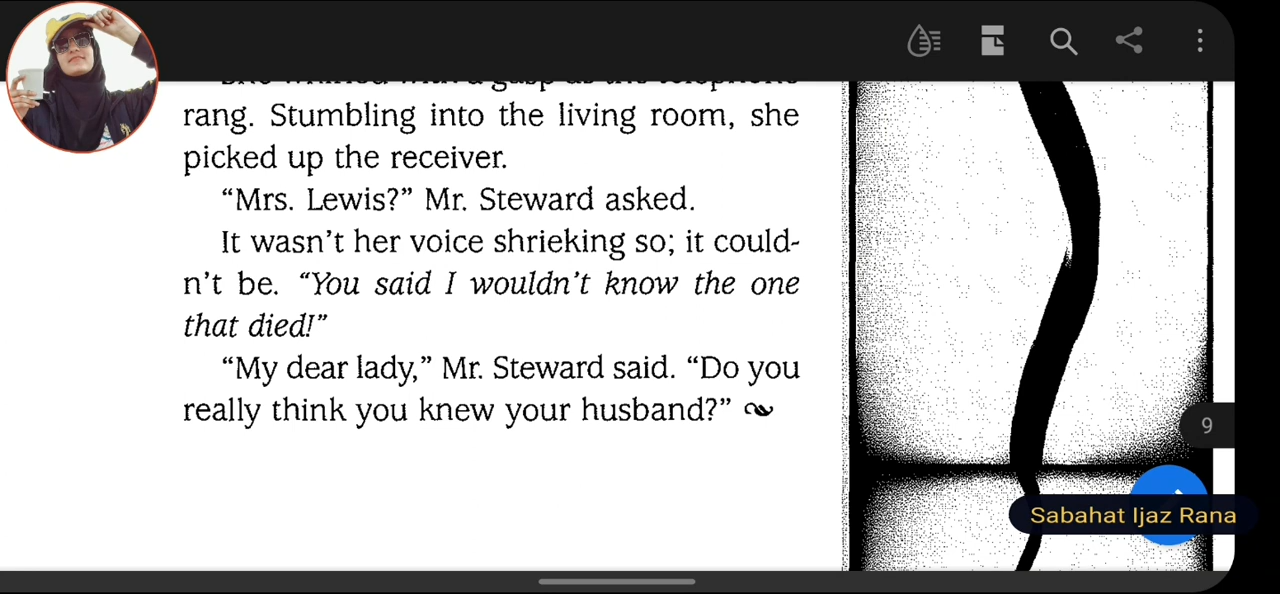 rang. Stumbling into the living room, she
picked up the receiver.
“Mrs. Lewis?” Mr. Steward asked.
It wasn’t her voice shrieking so; it could-
n’t be. “You said I wouldn’t know the one
that died!”
“My dear lady,” Mr. Steward said. “Do you
really think you knew your husband?”
9
Sabahat Ijaz Rana